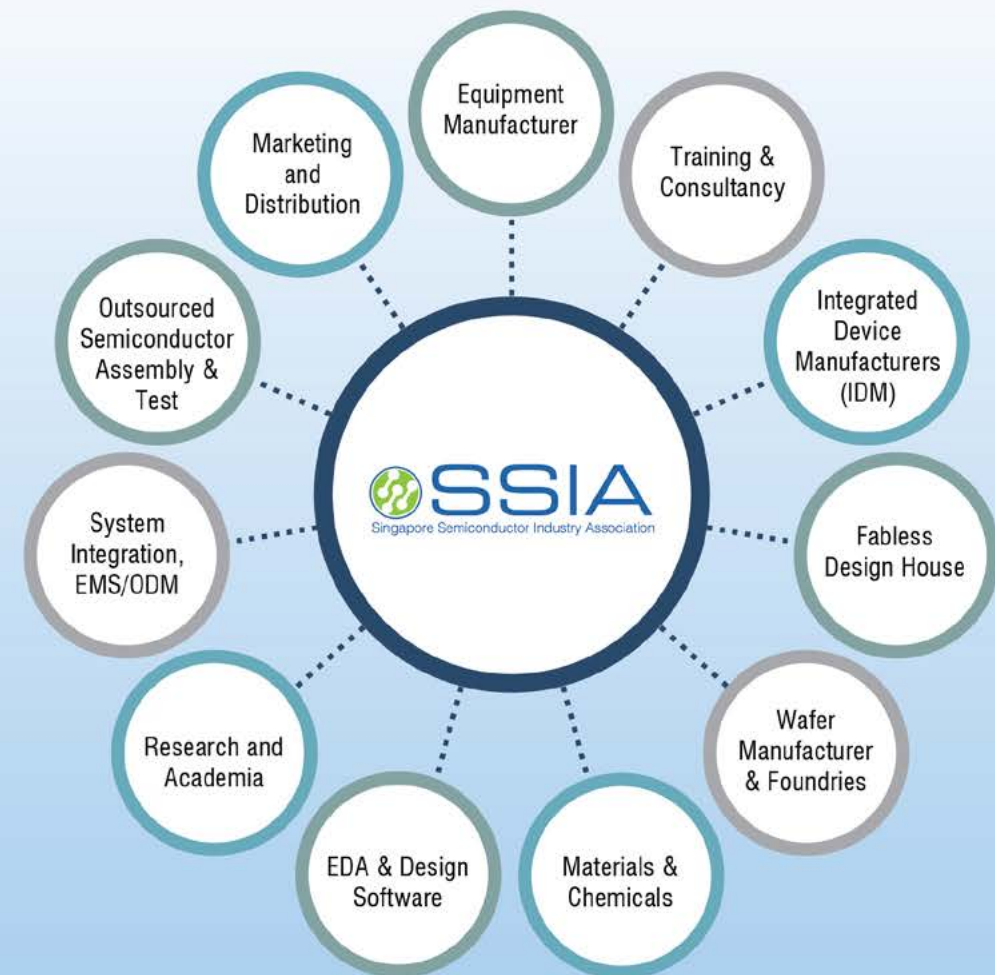 Equipment
Manufacturer
Training &
Consultancy
Integrated
Device
Manufacturers
(IDM)
Fabless
Design House
Wafer
Manufacturer
& Foundries
Materials &
Chemicals
EDA & Design
Software
Research and
Academia
System
Integration,
EMS/ODM
Outsourced
Semiconductor
Assembly &
Test
Marketing
and
Distribution
SSIA
Singapore Semiconductor Industry Association